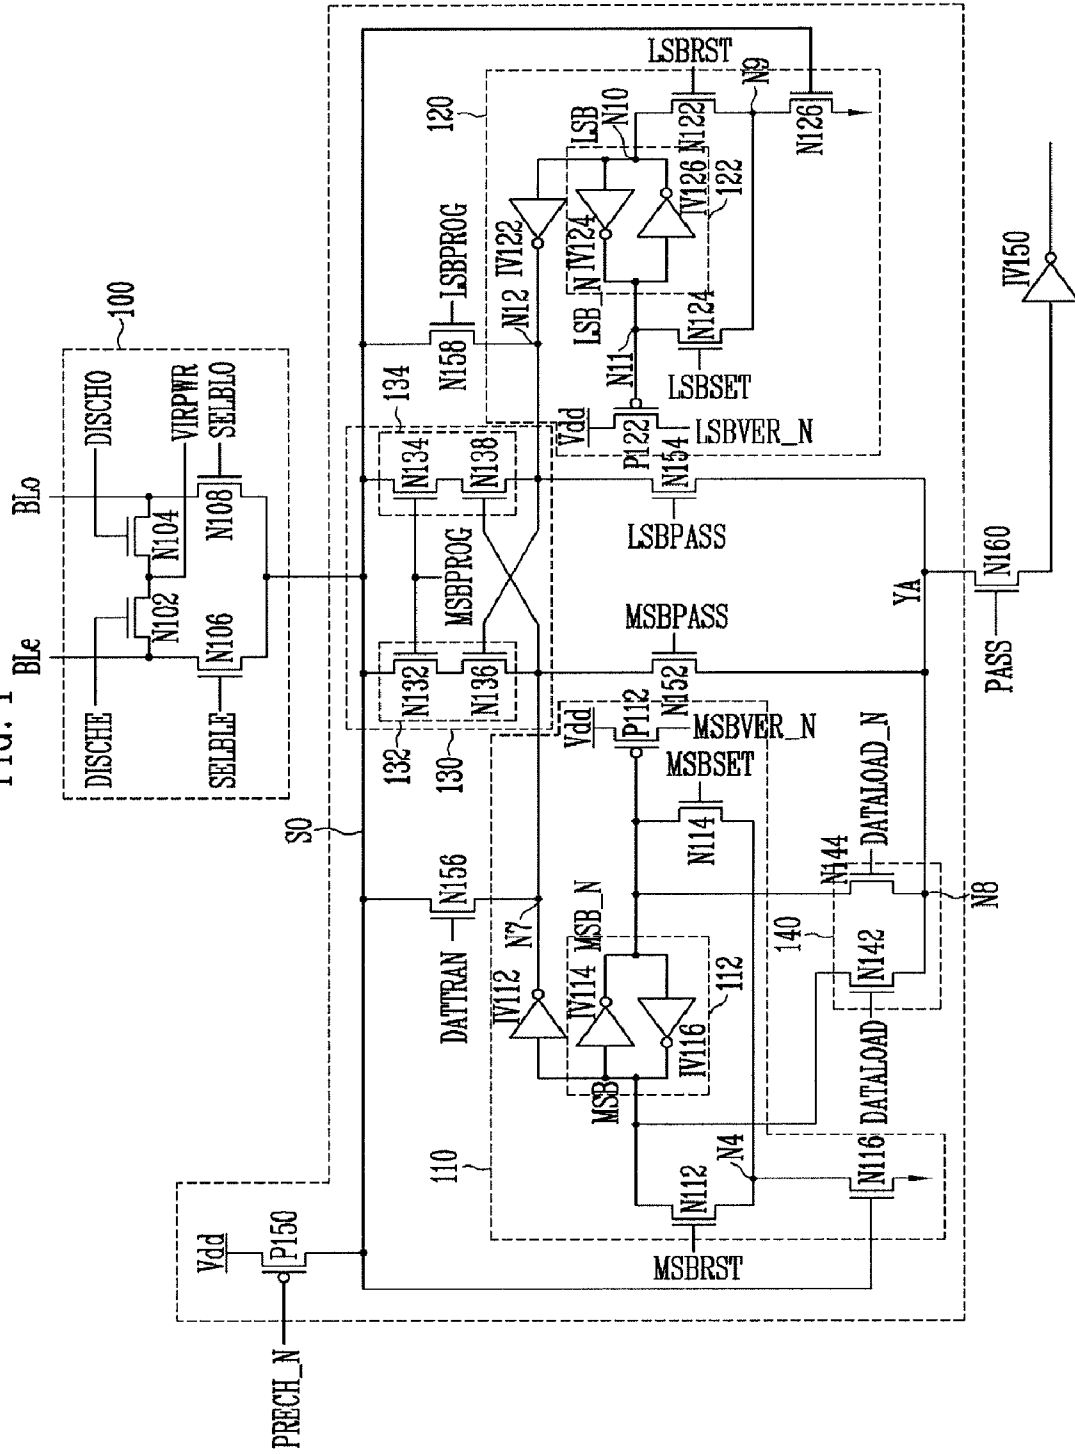 FIG. 1
BLe
BLo
100
DISCHE
DISCHO
N102
N104
VIRPWR
SELBLE
N106
N108
SELBLO
SO
PRECH_N
Vdd
P150
DATTRAN
N156
N158
LSBPROG
130
132
134
N132
N134
MSBPROG
N136
N138
N7
N12
110
IV112
MSB
IV114
IV116
MSB_N
112
MSBRST
N112
N4
N114
MSBSET
N116
Vdd
P112
MSBVER_N
120
IV122
LSB
N10
IV124
IV126
122
LSB_N
N11
LSBRST
N122
N9
N124
LSBSET
N126
Vdd
P122
LSBVER_N
MSBPASS
N152
LSBPASS
N154
140
DATALOAD
N142
N144
DATALOAD_N
N8
YA
PASS
N160
IV150